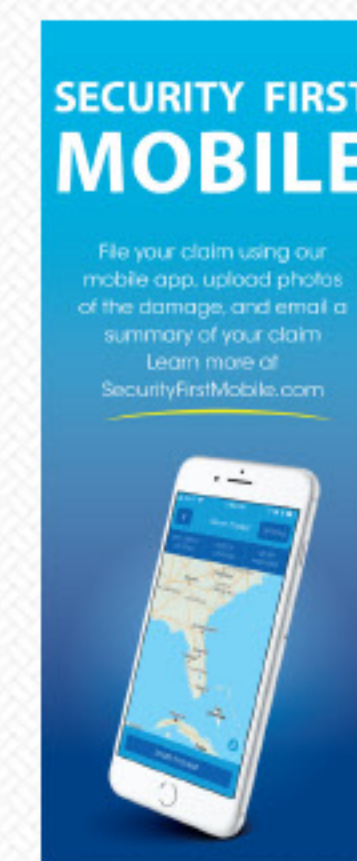 SECURITY FIRST
MOBILE
File your claim using our
mobile app, upload photos
of the damage, and email a
summary of your claim
Learn more at
SecurityFirstMobile.com